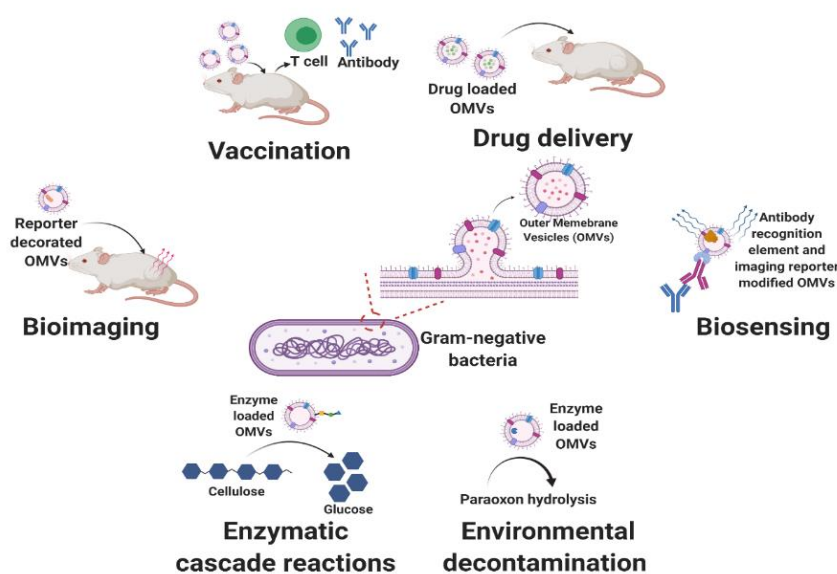 T cell
Antibody
Vaccination
Drug loaded
OMVs
Drug delivery
Reporter
decorated
OMVs
Bioimaging
Outer Memebrane
Vesicles (OMVs)
Gram-negative
bacteria
Antibody
recognition
element and
imaging reporter
modified OMVs
Biosensing
Enzyme
loaded
OMVs
Cellulose
Glucose
Enzymatic
cascade reactions
Enzyme
loaded
OMVs
Paraoxon hydrolysis
Environmental
decontamination